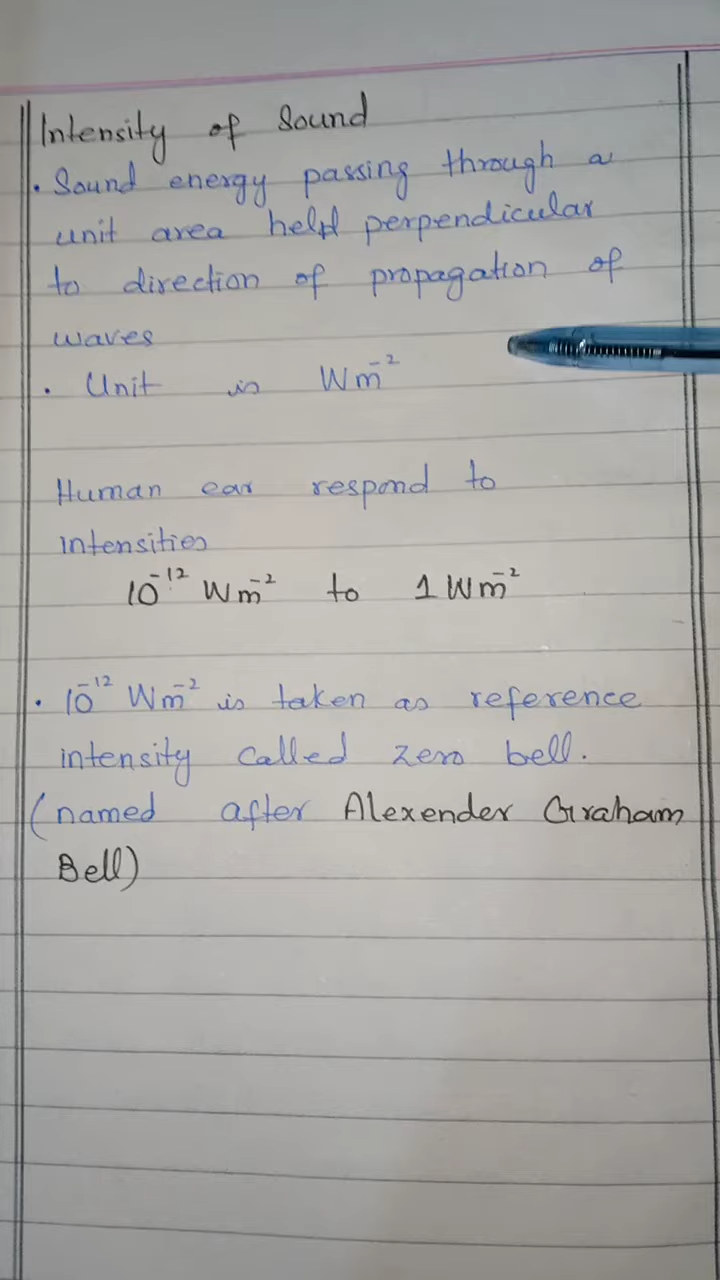 Intensity of Sound
• Sound energy passing through a
unit area held perpendicular
to direction of propagation of
waves
• Unit is Wm⁻²
Human ear respond to
intensities
10⁻¹² Wm⁻² to 1 Wm⁻²
• 10⁻¹² Wm⁻² is taken as reference
intensity called zero bell.
(named after Alexender Graham
Bell)